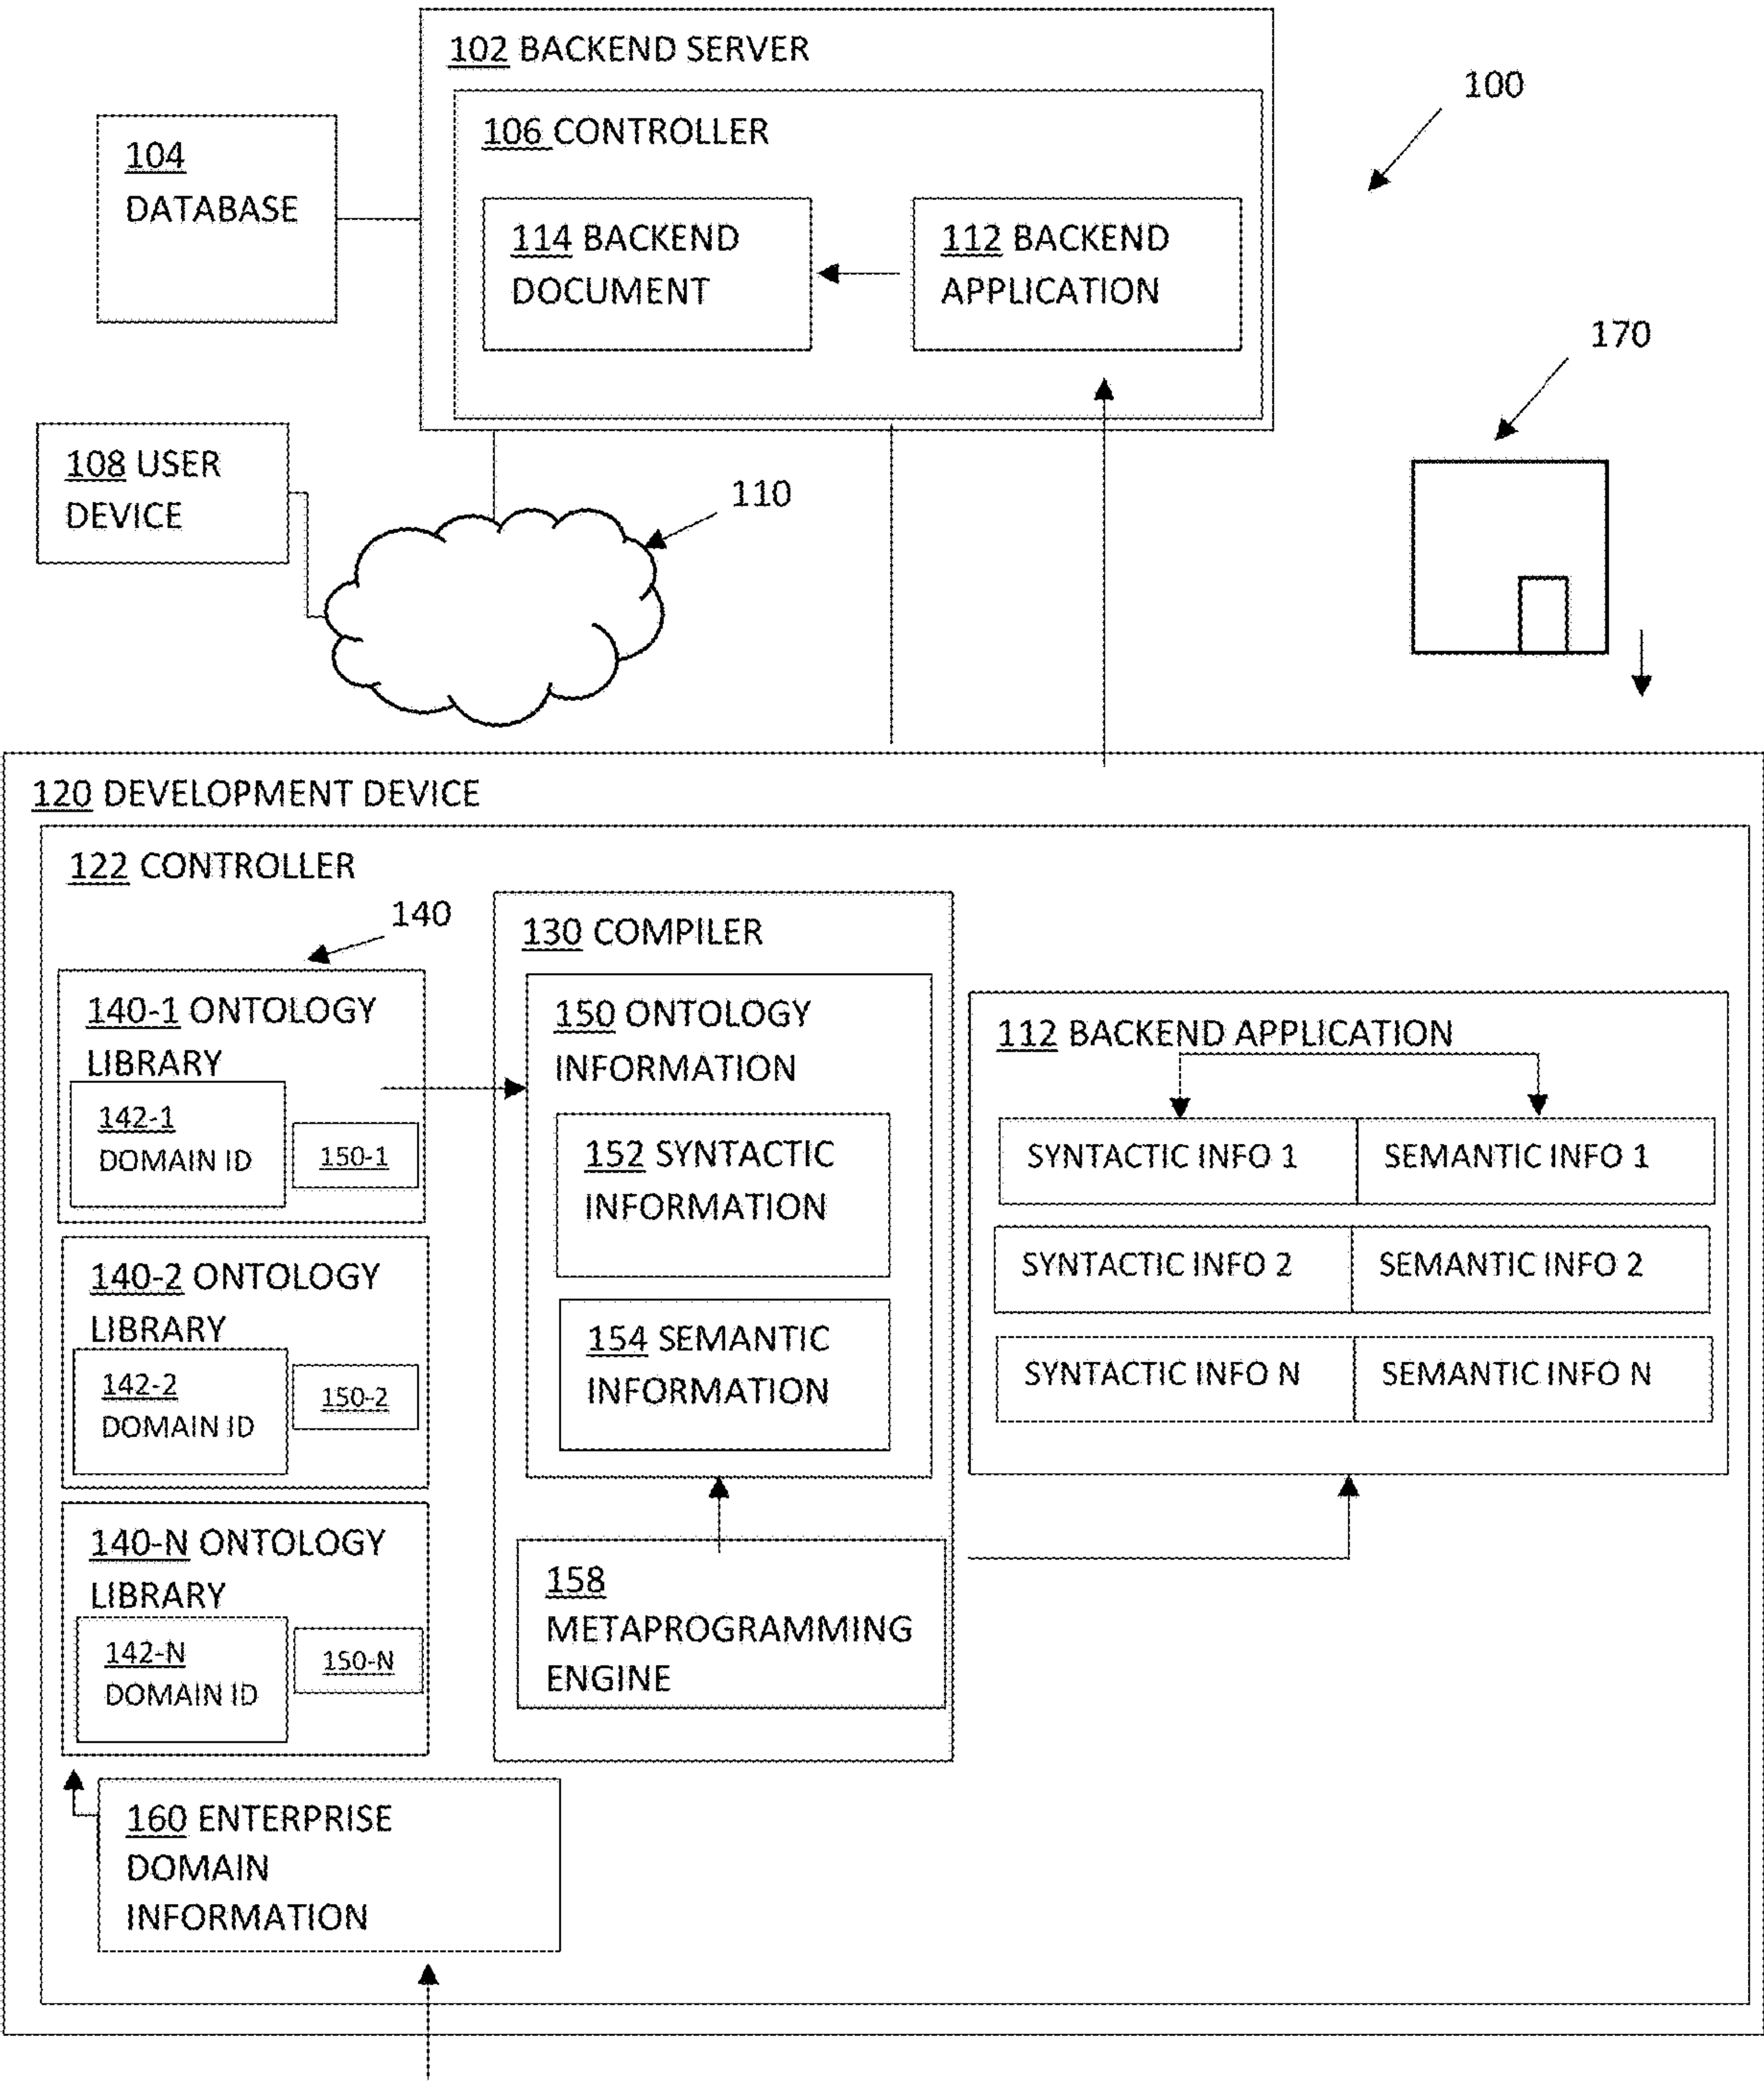 102 BACKEND SERVER
100
106 CONTROLLER
104
DATABASE
114 BACKEND
DOCUMENT
112 BACKEND
APPLICATION
170
108 USER
DEVICE
110
120 DEVELOPMENT DEVICE
122 CONTROLLER
140
130 COMPILER
140-1 ONTOLOGY
LIBRARY
142-1
DOMAIN ID
150-1
150 ONTOLOGY
INFORMATION
152 SYNTACTIC
INFORMATION
154 SEMANTIC
INFORMATION
112 BACKEND APPLICATION
SYNTACTIC INFO 1
SEMANTIC INFO 1
SYNTACTIC INFO 2
SEMANTIC INFO 2
SYNTACTIC INFO N
SEMANTIC INFO N
140-2 ONTOLOGY
LIBRARY
142-2
DOMAIN ID
150-2
140-N ONTOLOGY
LIBRARY
142-N
DOMAIN ID
150-N
158
METAPROGRAMMING
ENGINE
160 ENTERPRISE
DOMAIN
INFORMATION